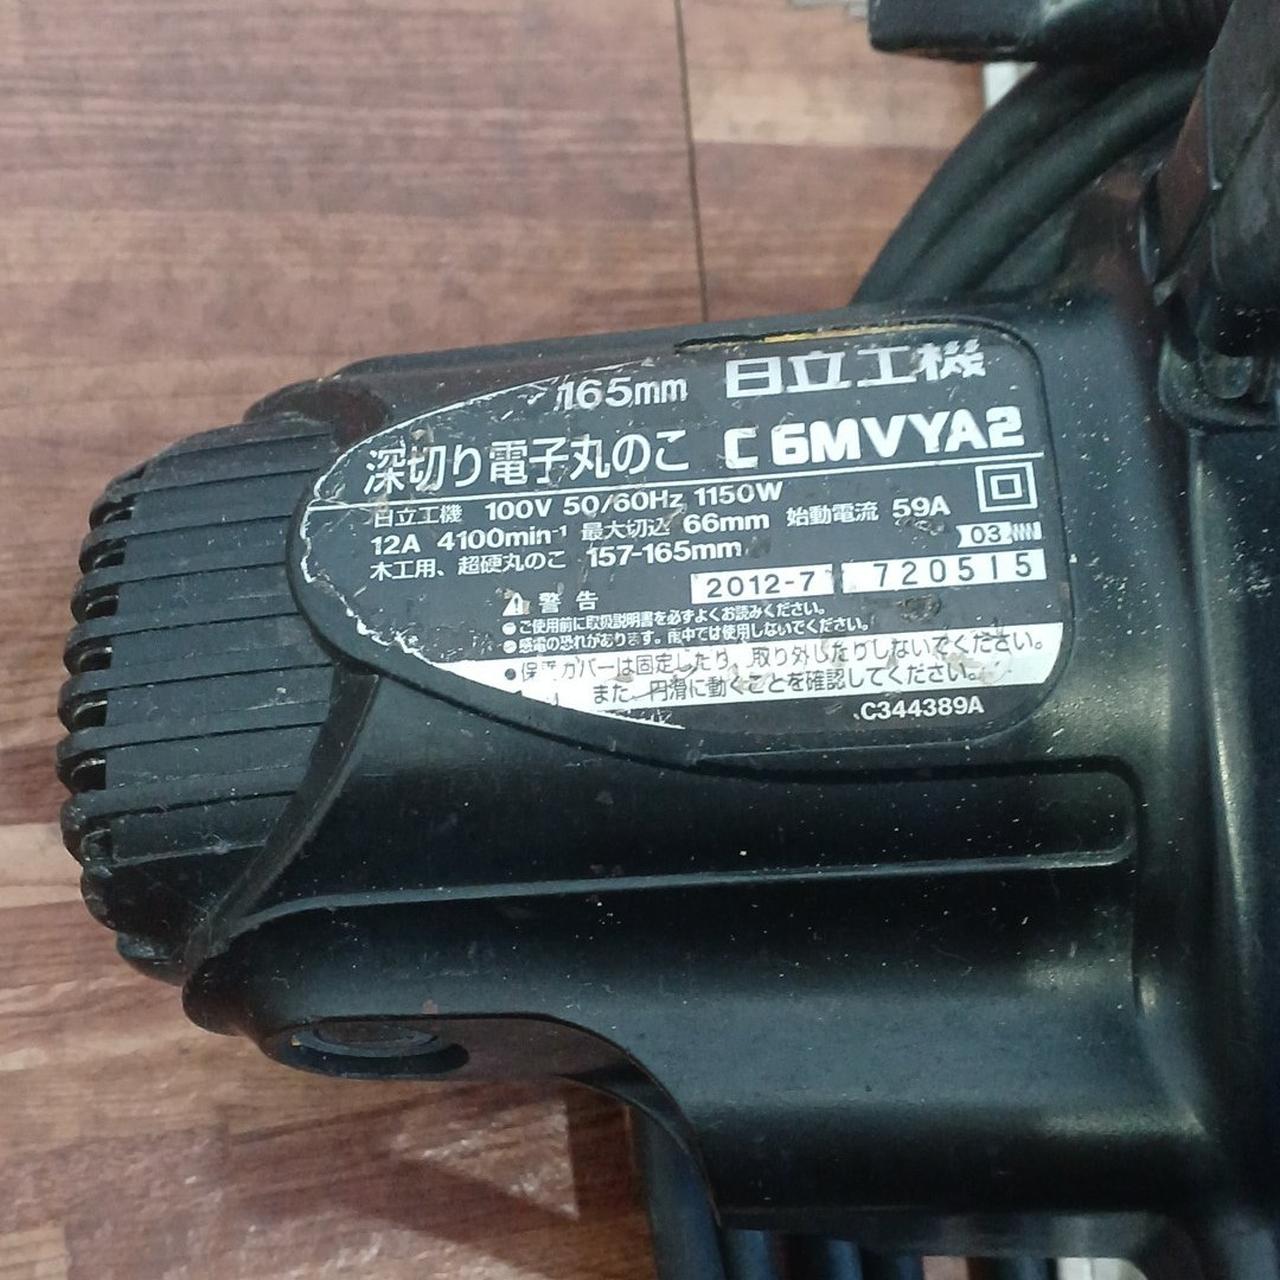 165mm 日立工機
深切り電子丸のこ C 6MVYA2
日立工機 100V 50/60Hz 1150W
12A 4100min⁻¹ 最大切込 66mm 始動電流 59A
木工用、超硬丸のこ 157-165mm 03
2012-7 720515
警告
●ご使用前に取扱説明書を必ずよくお読みください。
●感電の恐れがあります。雨中では使用しないでください。
●保護カバーは固定したり、取り外したりしないでください。
また、円滑に動くことを確認してください。
C344389A